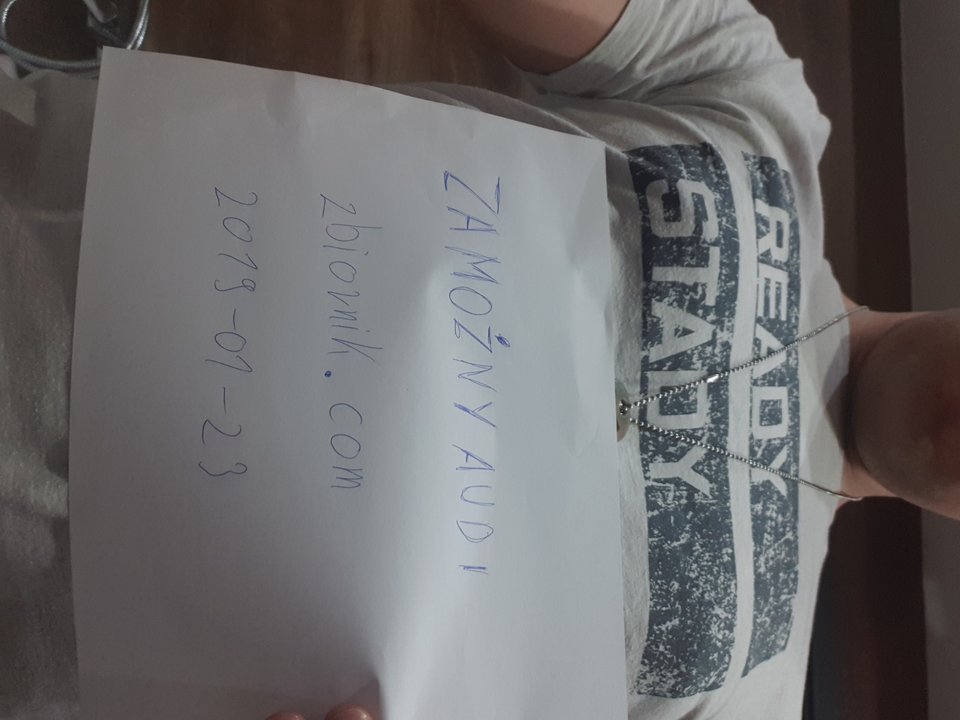 READY
STADY
ZAMOŻNY AUDI
zbiornik.com
2019-01-23